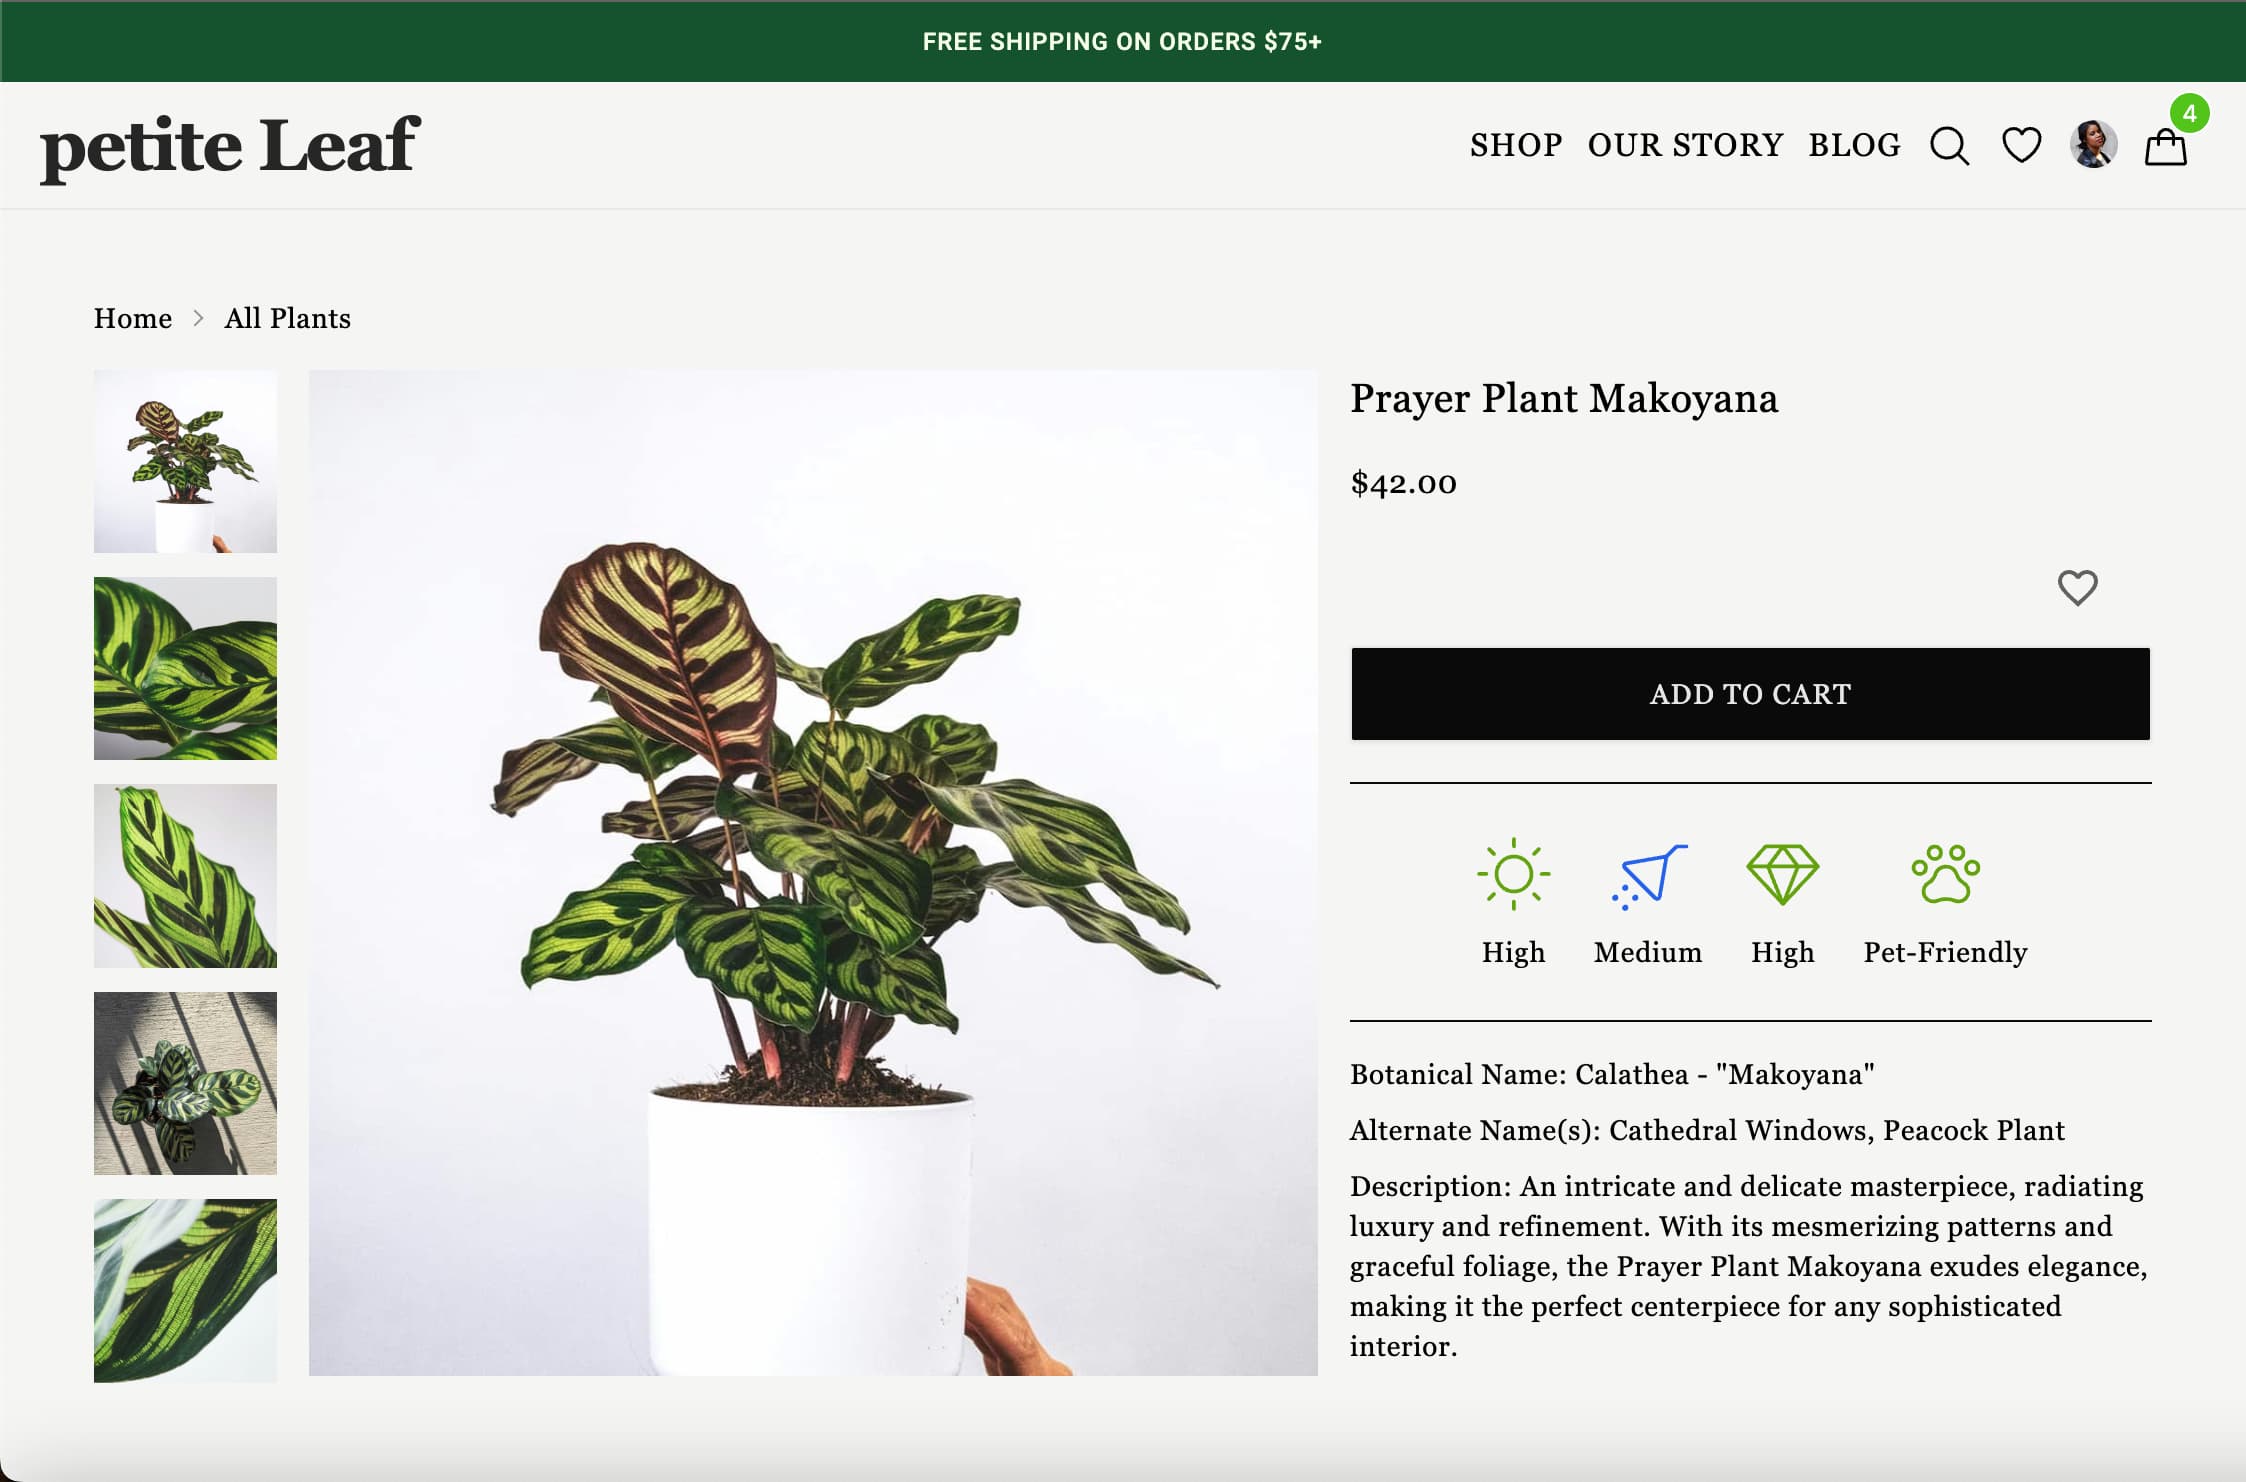 FREE SHIPPING ON ORDERS $75+
petite Leaf
SHOP OUR STORY BLOG
4
Home > All Plants
Prayer Plant Makoyana
$42.00
ADD TO CART
High Medium High Pet-Friendly
Botanical Name: Calathea - "Makoyana"
Alternate Name(s): Cathedral Windows, Peacock Plant
Description: An intricate and delicate masterpiece, radiating
luxury and refinement. With its mesmerizing patterns and
graceful foliage, the Prayer Plant Makoyana exudes elegance,
making it the perfect centerpiece for any sophisticated
interior.